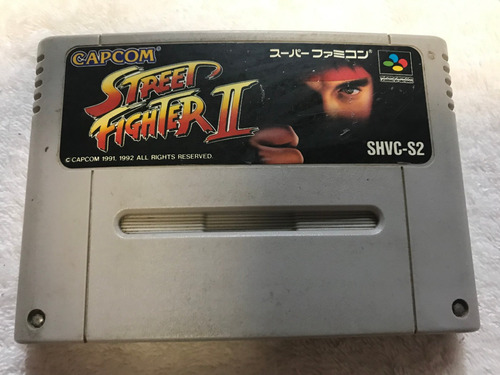 CAPCOM
STREET
FIGHTER II
スーパーファミコン
SHVC-S2
© CAPCOM 1991, 1992 ALL RIGHTS RESERVED.